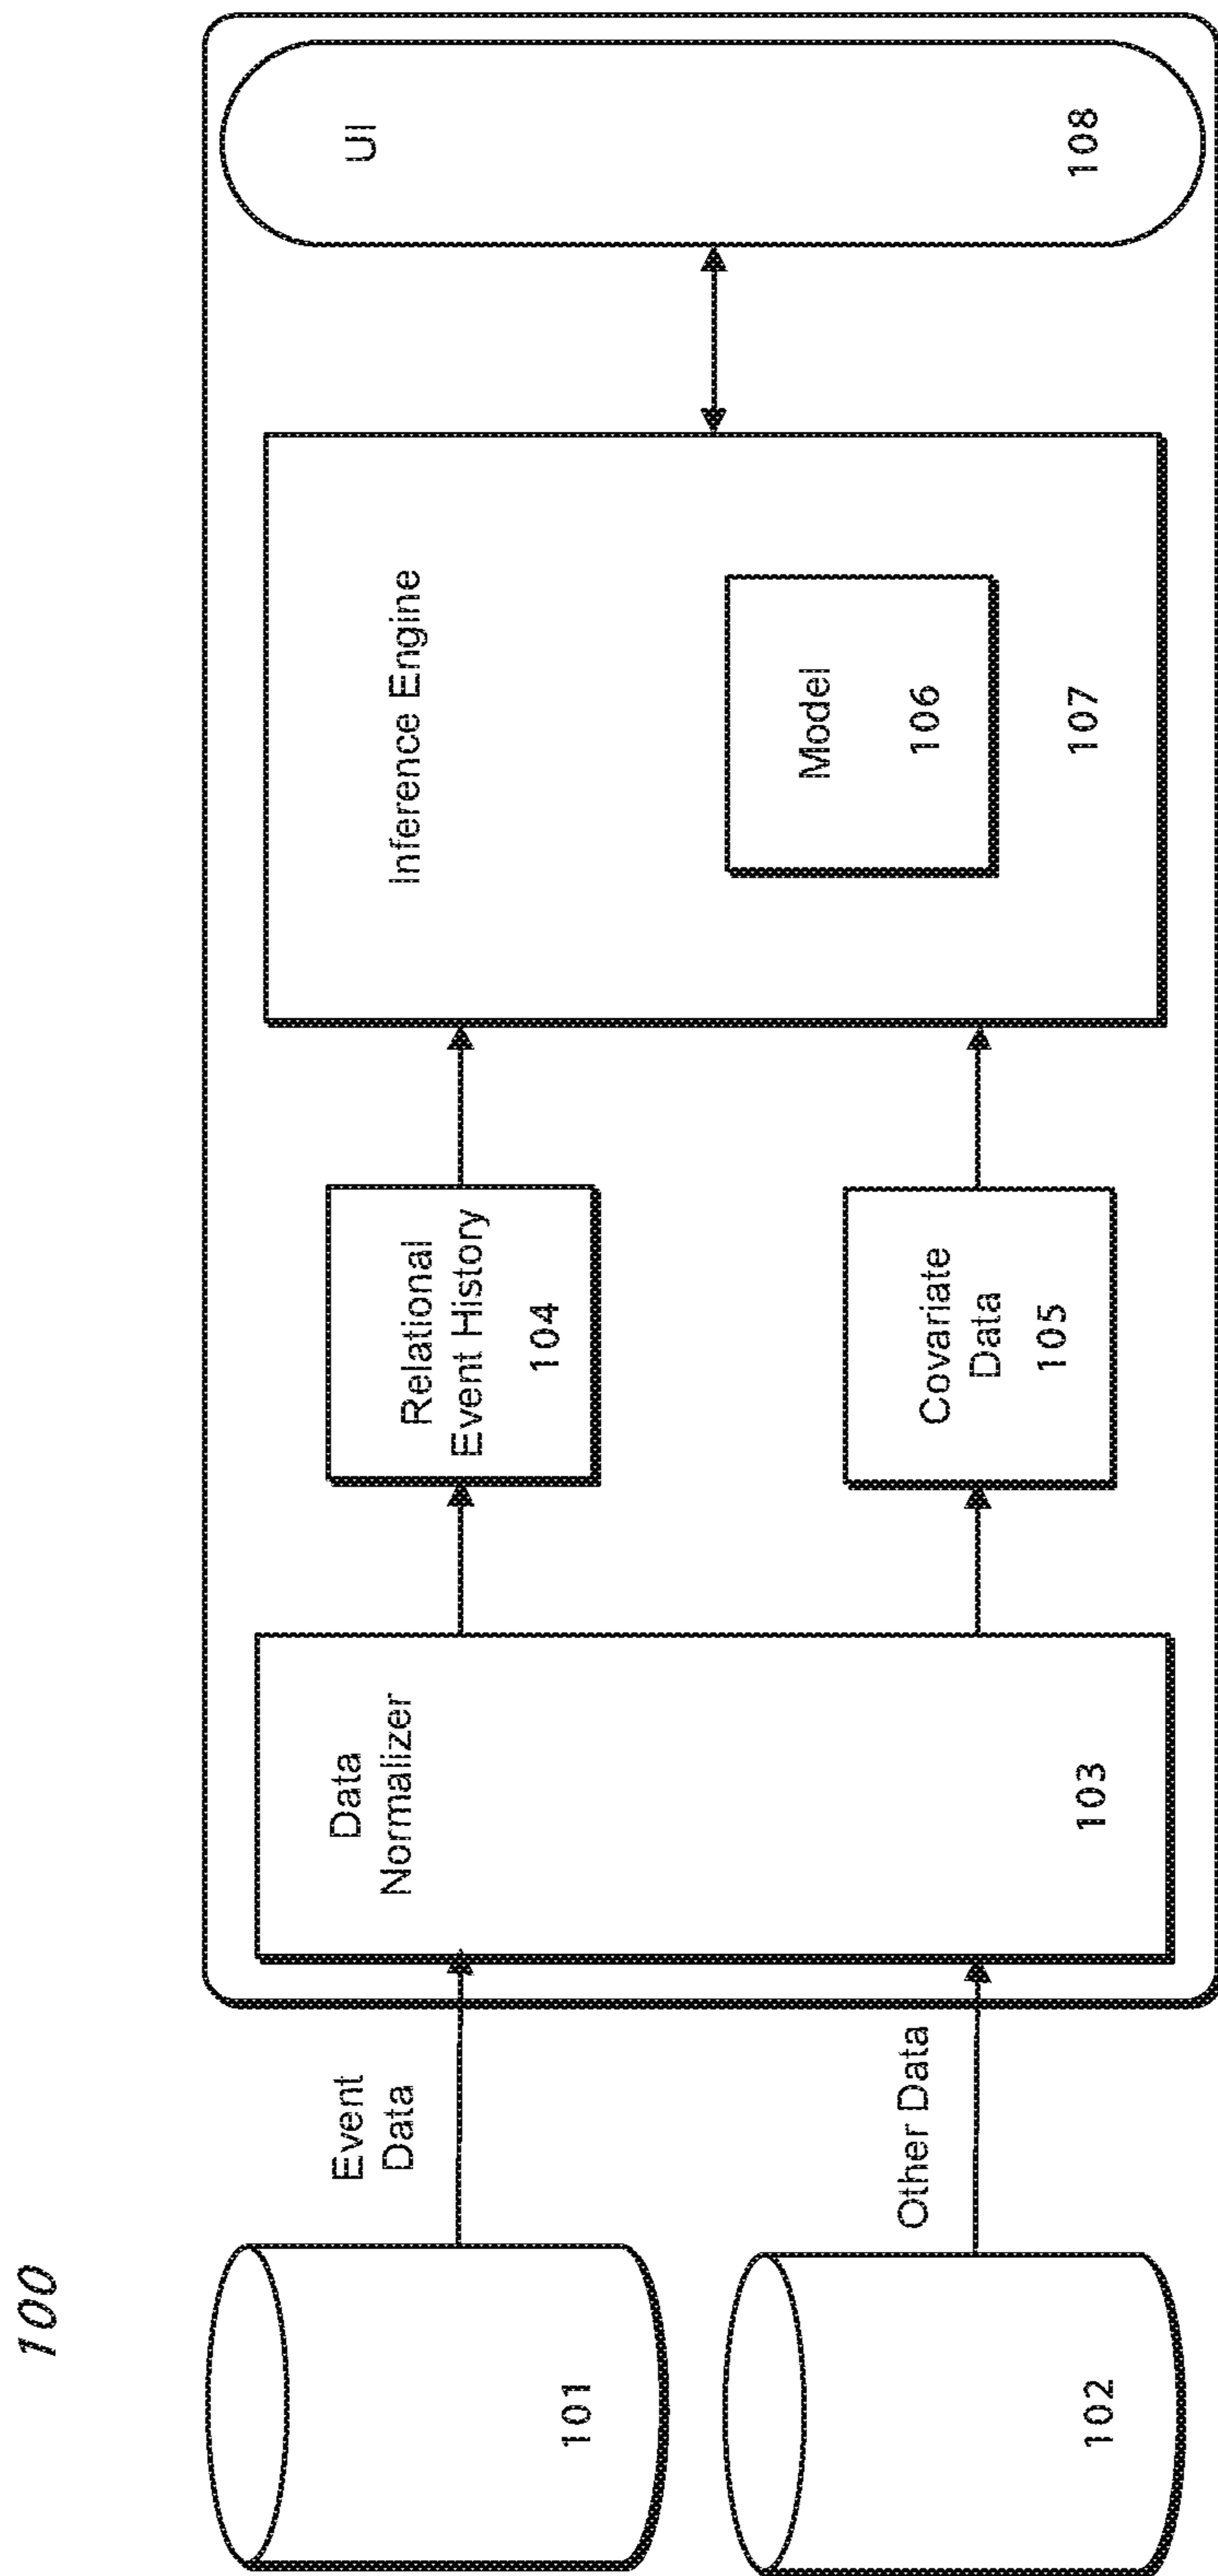 100
101
102
Event
Data
Other Data
Data
Normalizer
103
Relational
Event History
104
Covariate
Data
105
Inference Engine
Model
106
107
UI
108